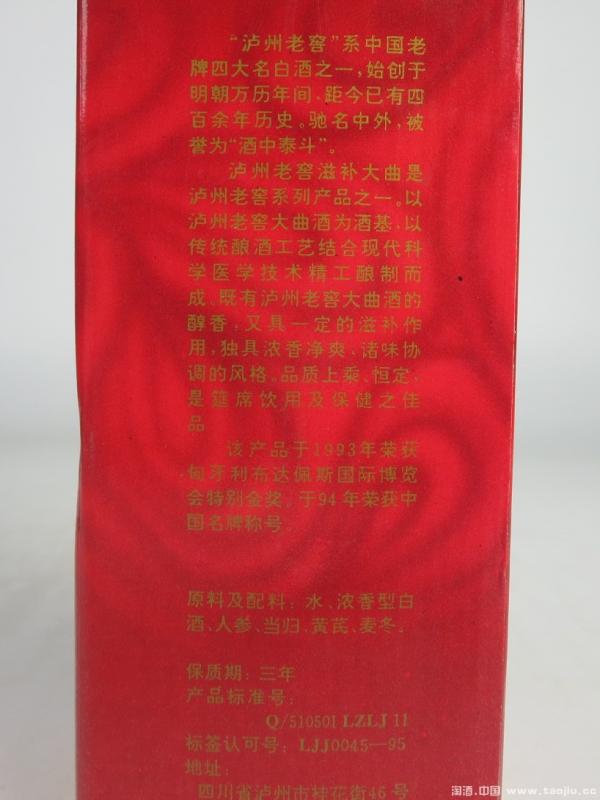 “泸州老窖”系中国老
牌四大名白酒之一，始创于
明朝万历年间，距今已有四
百余年历史。驰名中外，被
誉为“酒中泰斗”。
泸州老窖滋补大曲是
泸州老窖系列产品之一。以
泸州老窖大曲酒为酒基，以
传统酿酒工艺结合现代科
学医学技术精工酿制而
成。既有泸州老窖大曲酒的
醇香，又具一定的滋补作
用，独具浓香净爽、诸味协
调的风格。品质上乘、恒定，
是筵席饮用及保健之佳
品
该产品于1993年荣获
匈牙利布达佩斯国际博览
会特别金奖。于94年荣获中
国名牌称号。
原料及配料：水、浓香型白
酒、人参、当归、黄芪、麦冬。
保质期：三年
产品标准号：
Q/510501 LZLJ 11
标签认可号：LJJ0045—95
地址：
四川省泸州市桂花街46号
淘酒.中国 www.taojiu.cc